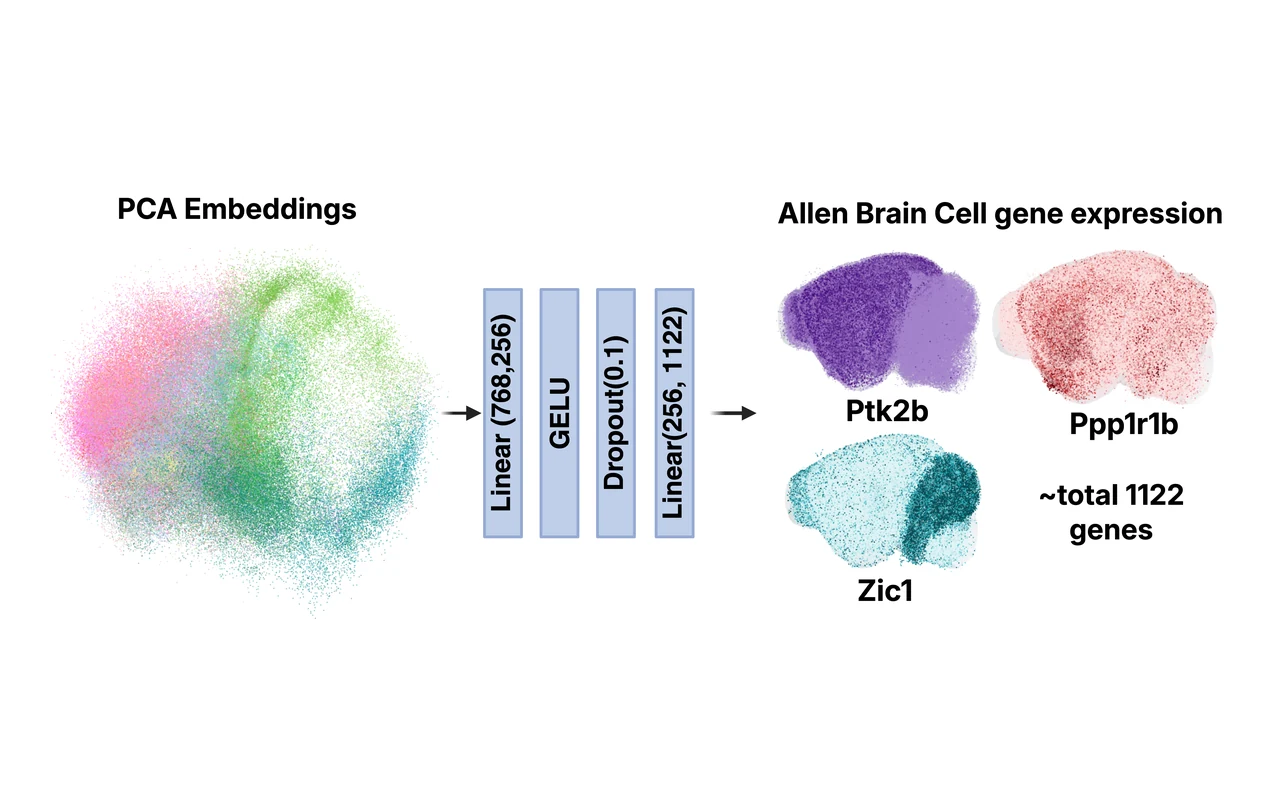 PCA Embeddings
Linear (768,256)
GELU
Dropout(0.1)
Linear(256, 1122)
Allen Brain Cell gene expression
Ptk2b
Ppp1r1b
Zic1
~total 1122
genes